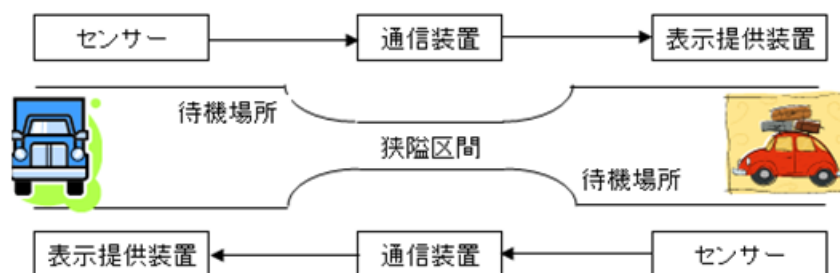 センサー
通信装置
表示提供装置
待機場所
狭隘区間
待機場所
表示提供装置
通信装置
センサー